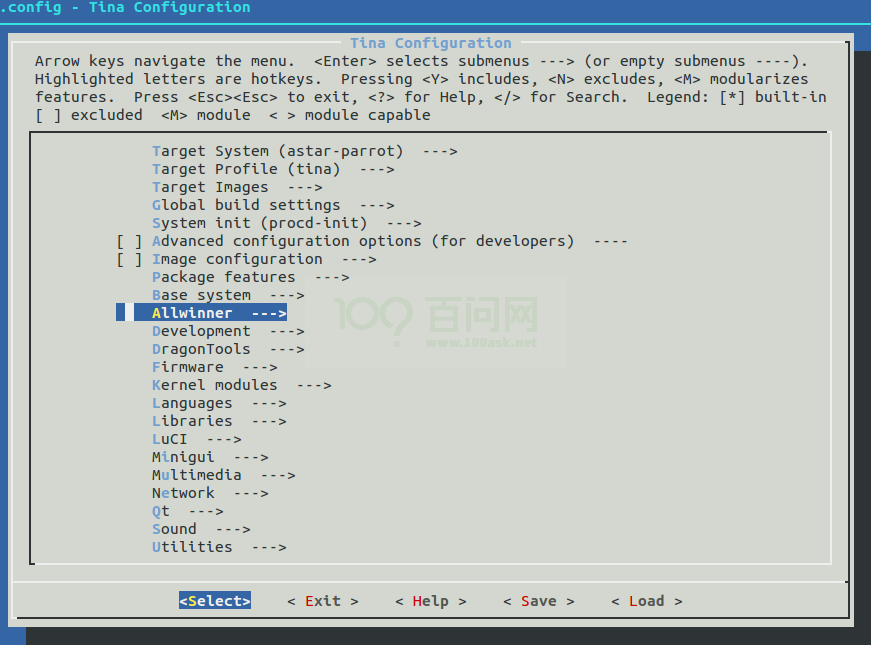 .config - Tina Configuration
Tina Configuration
Arrow keys navigate the menu.  <Enter> selects submenus ---> (or empty submenus ----).
Highlighted letters are hotkeys.  Pressing <Y> includes, <N> excludes, <M> modularizes
features.  Press <Esc><Esc> to exit, <?> for Help, </> for Search.  Legend: [*] built-in
[ ] excluded  <M> module  < > module capable
Target System (astar-parrot)  --->
Target Profile (tina)  --->
Target Images  --->
Global build settings  --->
System init (procd-init)  --->
[ ] Advanced configuration options (for developers)  ----
[ ] Image configuration  --->
Package features  --->
Base system  --->
Allwinner  --->
Development  --->
DragonTools  --->
Firmware  --->
Kernel modules  --->
Languages  --->
Libraries  --->
LuCI  --->
Minigui  --->
Multimedia  --->
Network  --->
Qt  --->
Sound  --->
Utilities  --->
<Select>    < Exit >    < Help >    < Save >    < Load >
100? 百问网
www.100ask.net